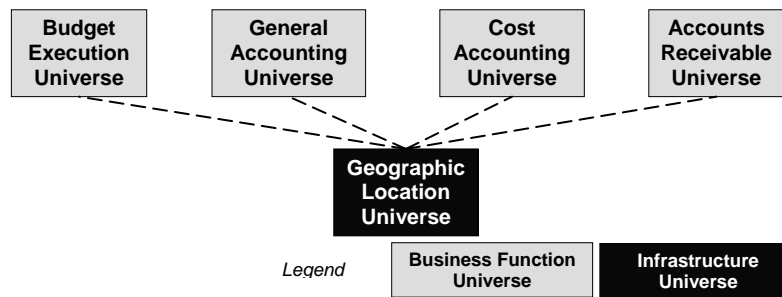 Budget
Execution
Universe
General
Accounting
Universe
Cost
Accounting
Universe
Accounts
Receivable
Universe
Geographic
Location
Universe
Legend
Business Function
Universe
Infrastructure
Universe